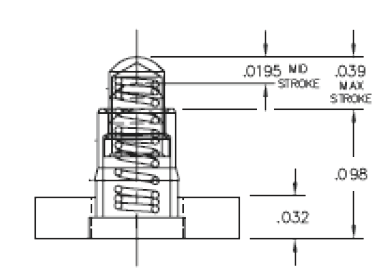 .0195 MID STROKE
.039 MAX STROKE
.098
.032